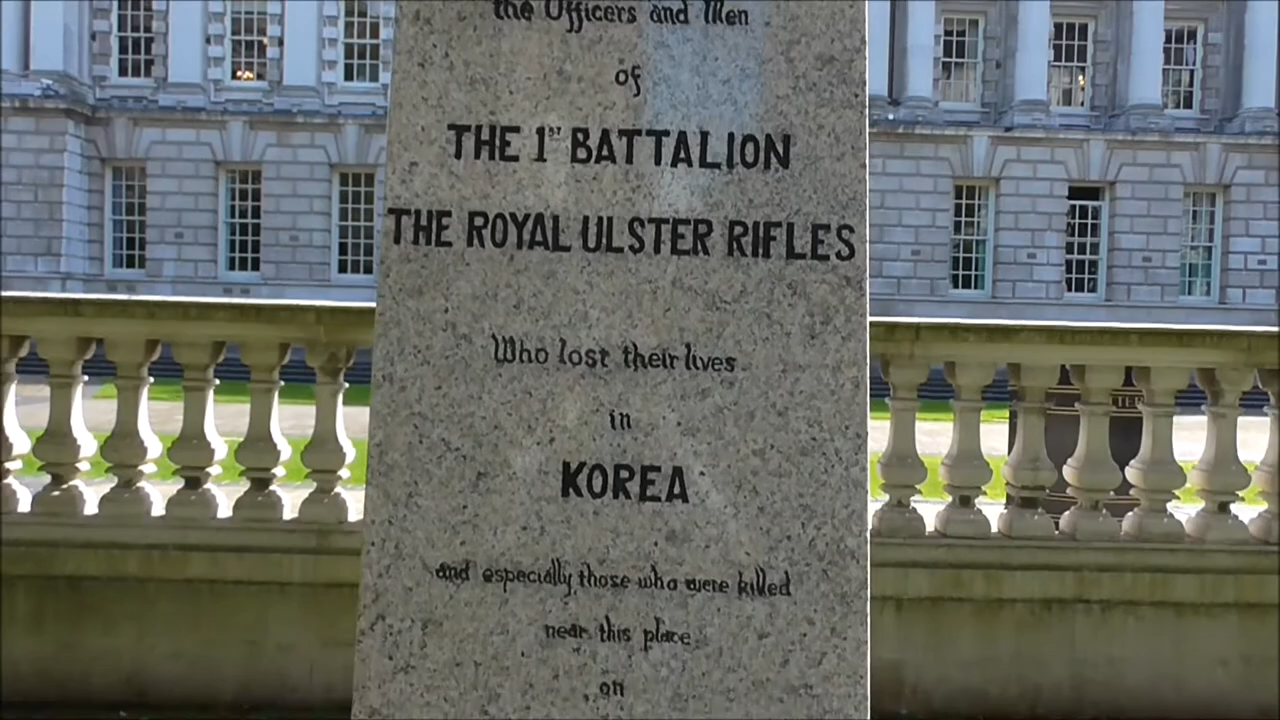 the Officers and Men
of
THE 1ST BATTALION
THE ROYAL ULSTER RIFLES
Who lost their lives
in
KOREA
and especially those who were killed
near this place
on